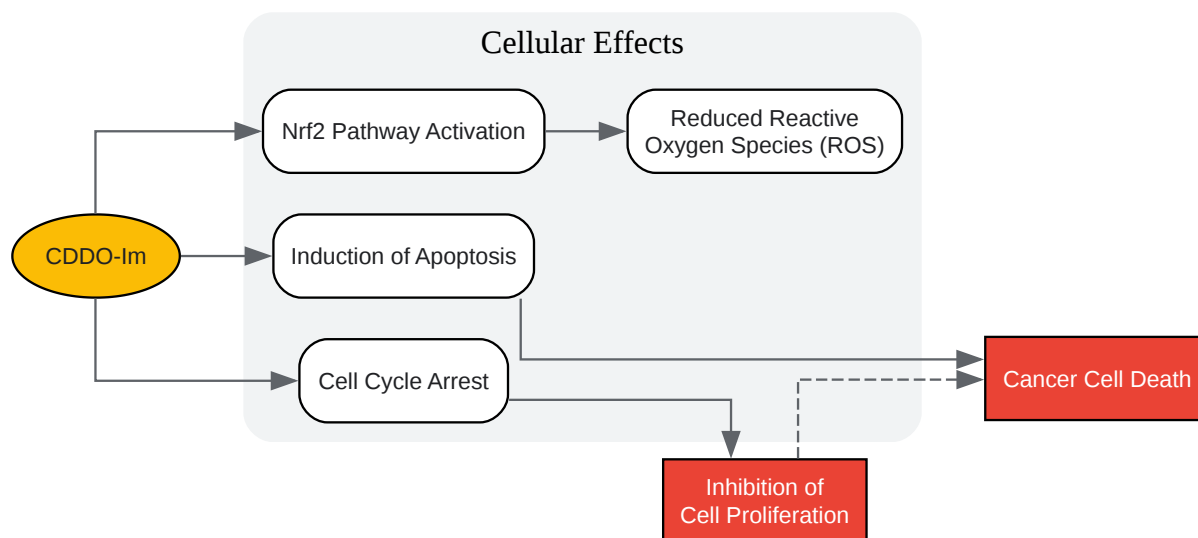 Cellular Effects
Nrf2 Pathway Activation
Reduced Reactive
Oxygen Species (ROS)
CDDO-Im
Induction of Apoptosis
Cell Cycle Arrest
Cancer Cell Death
Inhibition of
Cell Proliferation